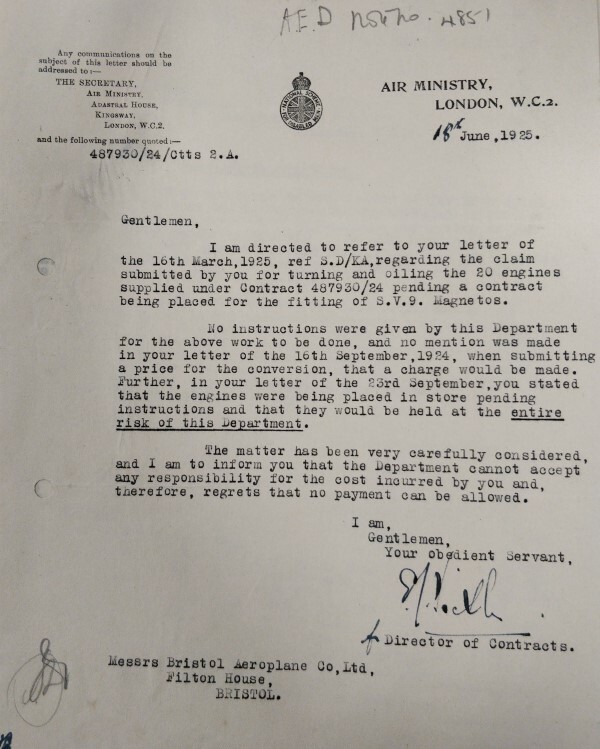 A.E.D Note no. 4851
Any communications on the
subject of this letter should be
addressed to:—
THE SECRETARY,
AIR MINISTRY,
ADASTRAL HOUSE,
KINGSWAY,
LONDON, W.C.2.
and the following number quoted:—
487930/24/Ctts 2.A.
NATIONAL SCHEME FOR DISABLED MEN
AIR MINISTRY,
LONDON, W.C.2.
18th June, 1925.
Gentlemen,
I am directed to refer to your letter of
the 16th March,1925, ref S.D/KA,regarding the claim
submitted by you for turning and oiling the 20 engines
supplied under Contract 487930/24 pending a contract
being placed for the fitting of S.V.9. Magnetos.
No instructions were given by this Department
for the above work to be done, and no mention was made
in your letter of the 16th September,1924, when submitting
a price for the conversion, that a charge would be made.
Further, in your letter of the 23rd September,you stated
that the engines were being placed in store pending
instructions and that they would be held at the entire
risk of this Department.
The matter has been very carefully considered,
and I am to inform you that the Department cannot accept
any responsibility for the cost incurred by you and,
therefore, regrets that no payment can be allowed.
I am,
Gentlemen,
Your obedient Servant,
f Director of Contracts.
Messrs Bristol Aeroplane Co,Ltd,
Filton House,
BRISTOL.